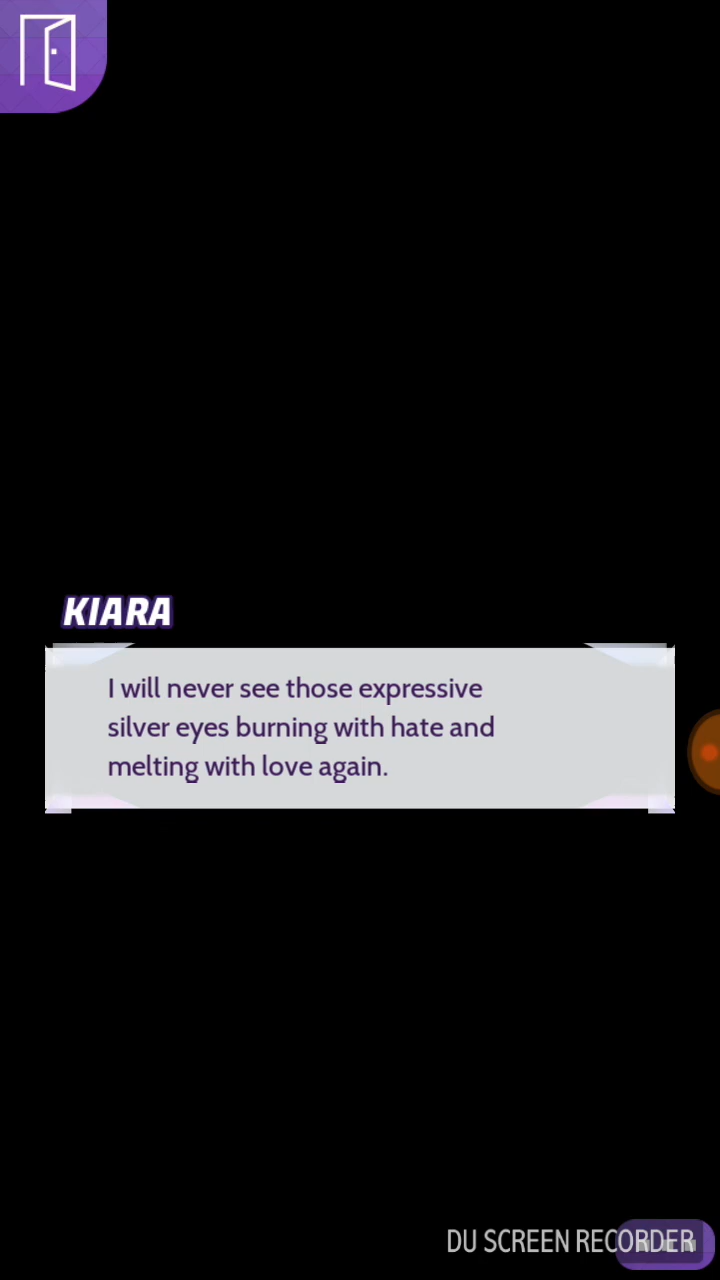 KIARA
I will never see those expressive
silver eyes burning with hate and
melting with love again.
DU SCREEN RECORDER